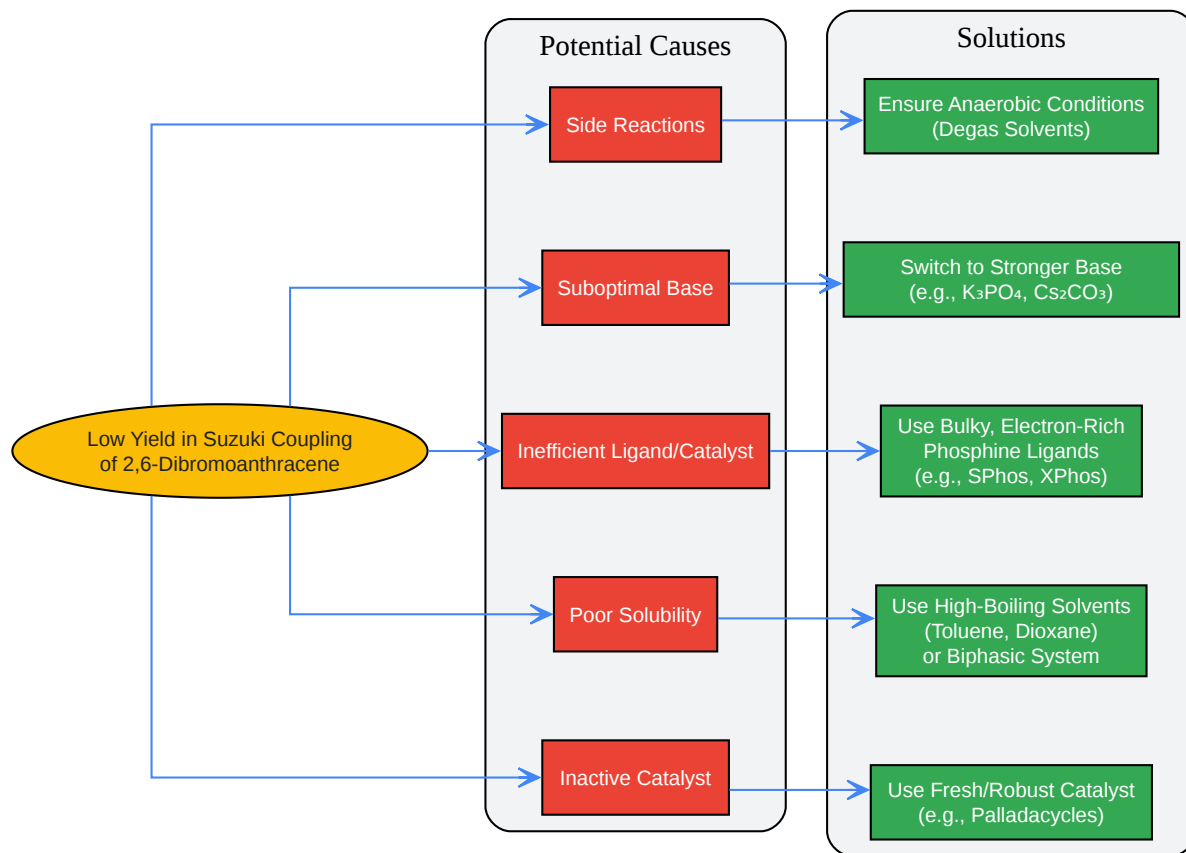 Potential Causes
Solutions
Side Reactions
Ensure Anaerobic Conditions
(Degas Solvents)
Suboptimal Base
Switch to Stronger Base
(e.g., K₃PO₄, Cs₂CO₃)
Low Yield in Suzuki Coupling
of 2,6-Dibromoanthracene
Inefficient Ligand/Catalyst
Use Bulky, Electron-Rich
Phosphine Ligands
(e.g., SPhos, XPhos)
Poor Solubility
Use High-Boiling Solvents
(Toluene, Dioxane)
or Biphasic System
Inactive Catalyst
Use Fresh/Robust Catalyst
(e.g., Palladacycles)